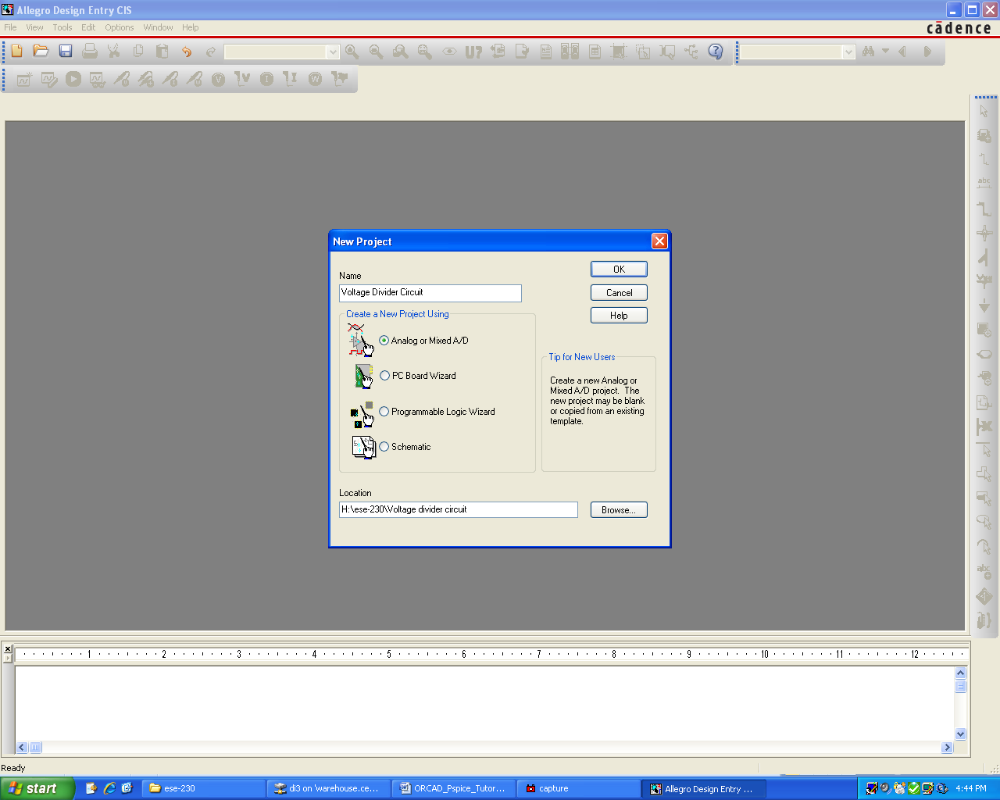 Allegro Design Entry CIS
File View Tools Edit Options Window Help
cādence
New Project
Name
OK
Voltage Divider Circuit
Cancel
Create a New Project Using
Help
Analog or Mixed A/D
Tip for New Users
PC Board Wizard
Create a new Analog or
Mixed A/D project. The
new project may be blank
or copied from an existing
template.
Programmable Logic Wizard
Schematic
Location
H:\ese-230\Voltage divider circuit
Browse...
1 2 3 4 5 6 7 8 9 10 11 12
Ready
start
ese-230
di3 on 'warehouse.ce...
ORCAD_Pspice_Tutor...
capture
Allegro Design Entry ...
4:44 PM